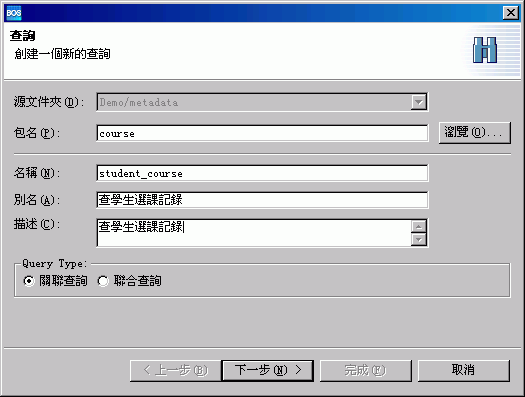 BOS
查詢
創建一個新的查詢
源文件夾(D): Demo/metadata
包名(P): course 瀏覽(O)...
名稱(N): student_course
別名(A): 查學生選課記錄
描述(C): 查學生選課記錄
Query Type:
關聯查詢 聯合查詢
< 上一步(B) 下一步(N) > 完成(F) 取消